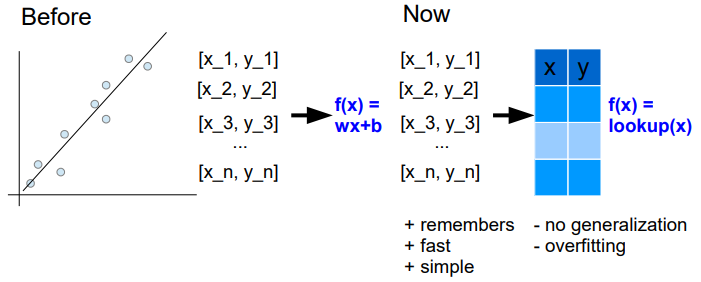 Before
[x_1, y_1]
[x_2, y_2]
[x_3, y_3]
...
[x_n, y_n]
f(x) =
wx+b
Now
[x_1, y_1]
[x_2, y_2]
[x_3, y_3]
...
[x_n, y_n]
x y
f(x) =
lookup(x)
+ remembers
+ fast
+ simple
- no generalization
- overfitting